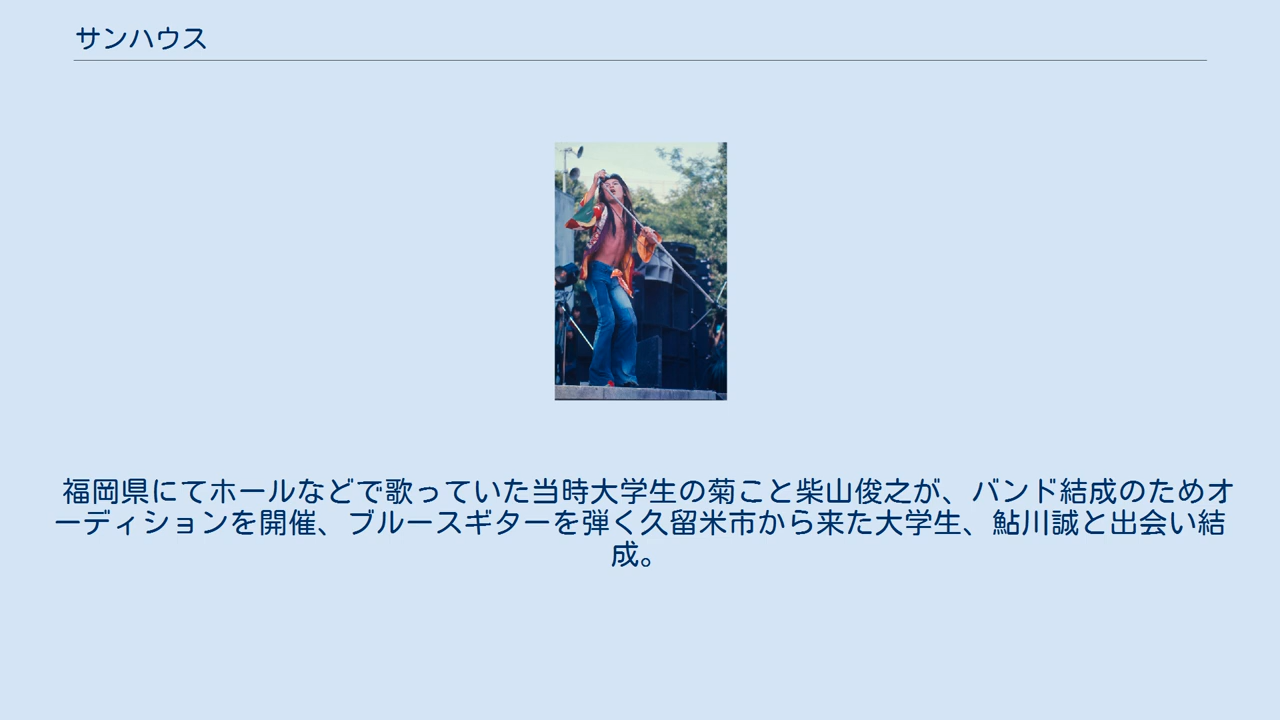 サンハウス
福岡県にてホールなどで歌っていた当時大学生の菊こと柴山俊之が、バンド結成のためオ
ーディションを開催、ブルースギターを弾く久留米市から来た大学生、鮎川誠と出会い結
成。